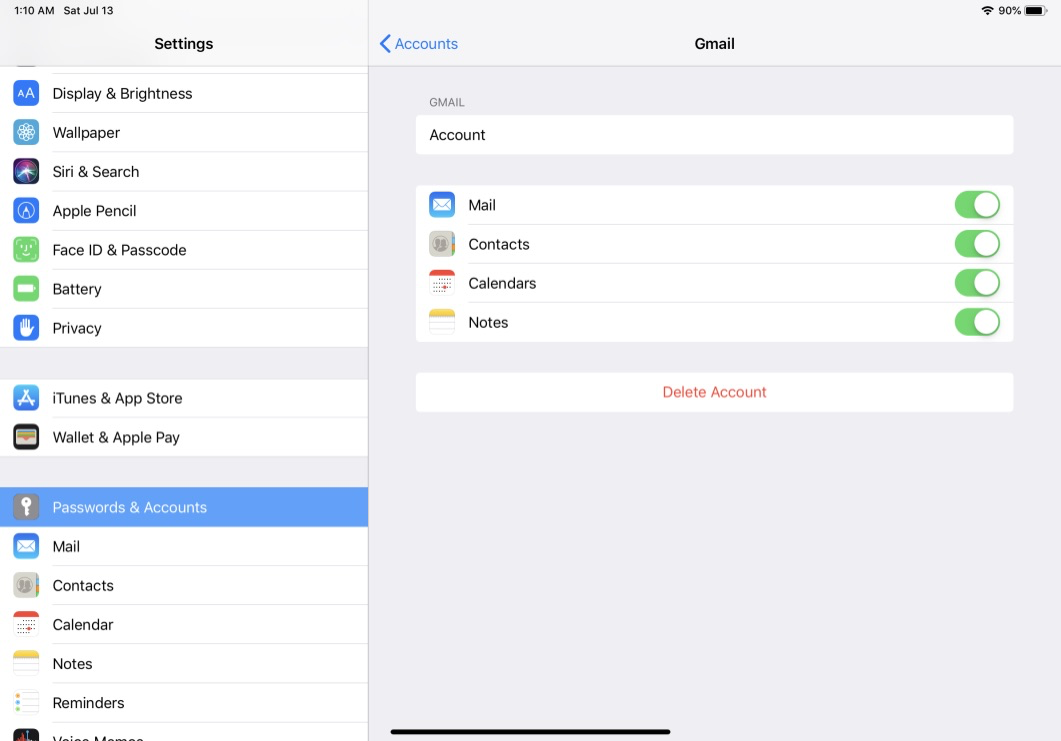 1:10 AM Sat Jul 13
90%
Settings
Accounts
Gmail
Display & Brightness
Wallpaper
Siri & Search
Apple Pencil
Face ID & Passcode
Battery
Privacy
iTunes & App Store
Wallet & Apple Pay
Passwords & Accounts
Mail
Contacts
Calendar
Notes
Reminders
Voice Memos
GMAIL
Account
Mail
Contacts
Calendars
Notes
Delete Account